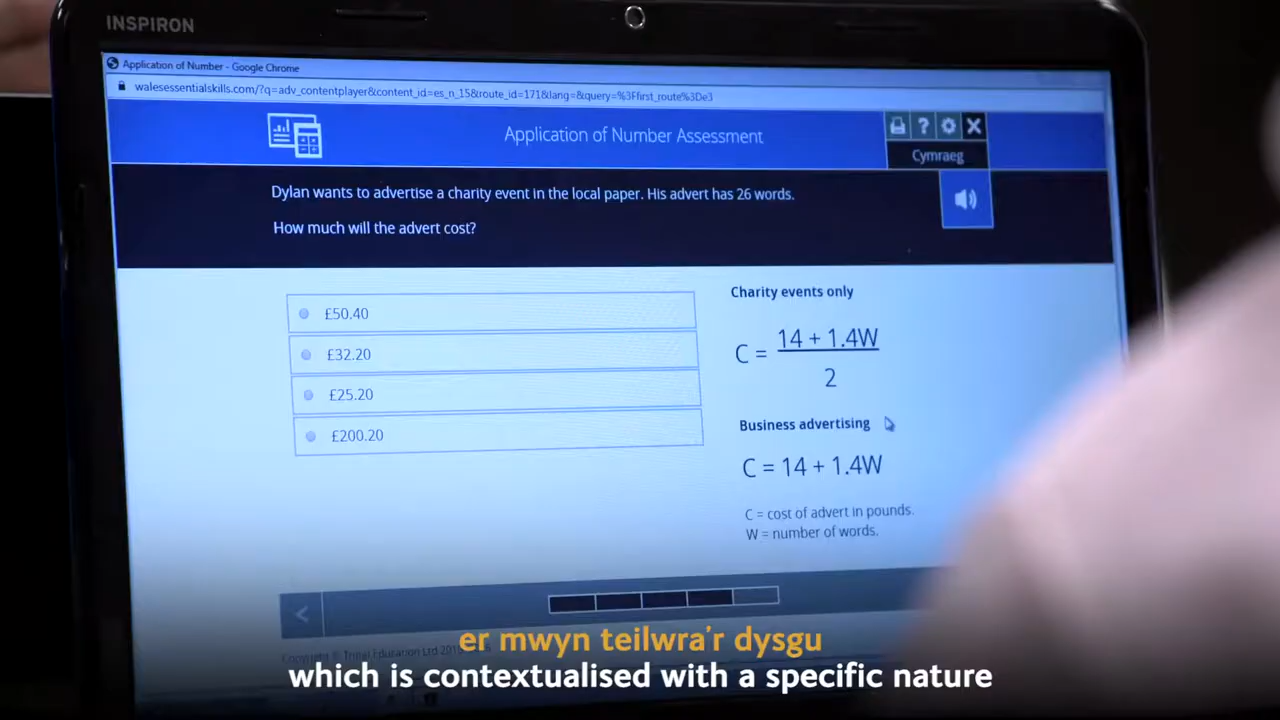 INSPIRON
Application of Number - Google Chrome
walesessentialskills.com/?q=adv_contentplayer&content_id=es_n_15&route_id=171&lang=&query=%3Ffirst_route%3De3
Application of Number Assessment
?
Cymraeg
Dylan wants to advertise a charity event in the local paper. His advert has 26 words.
How much will the advert cost?
£50.40
£32.20
£25.20
£200.20
Charity events only
C = 14 + 1.4W
2
Business advertising
C = 14 + 1.4W
C = cost of advert in pounds.
W = number of words.
<
Copyright © Tribal Education Ltd
er mwyn teilwra'r dysgu
which is contextualised with a specific nature